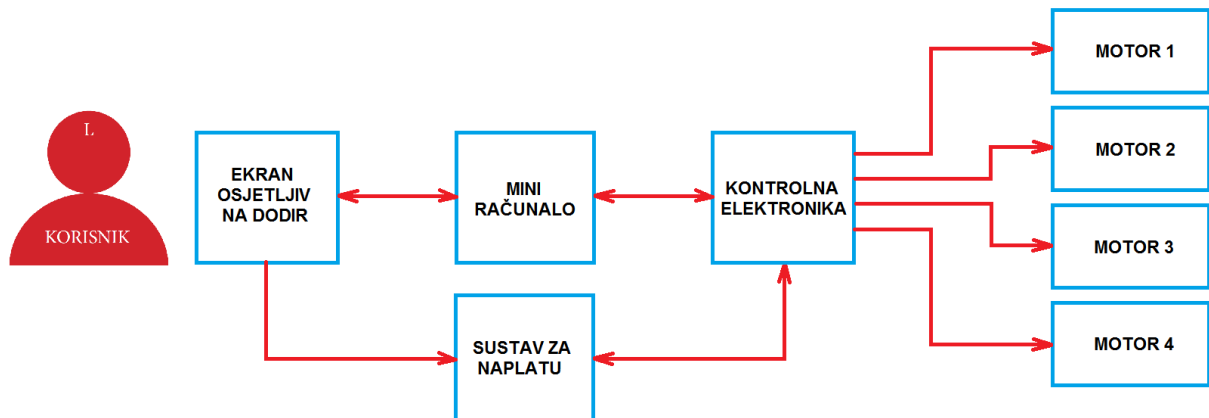 L
KORISNIK
EKRAN
OSJETLJIV
NA DODIR
MINI
RAČUNALO
KONTROLNA
ELEKTRONIKA
SUSTAV ZA
NAPLATU
MOTOR 1
MOTOR 2
MOTOR 3
MOTOR 4